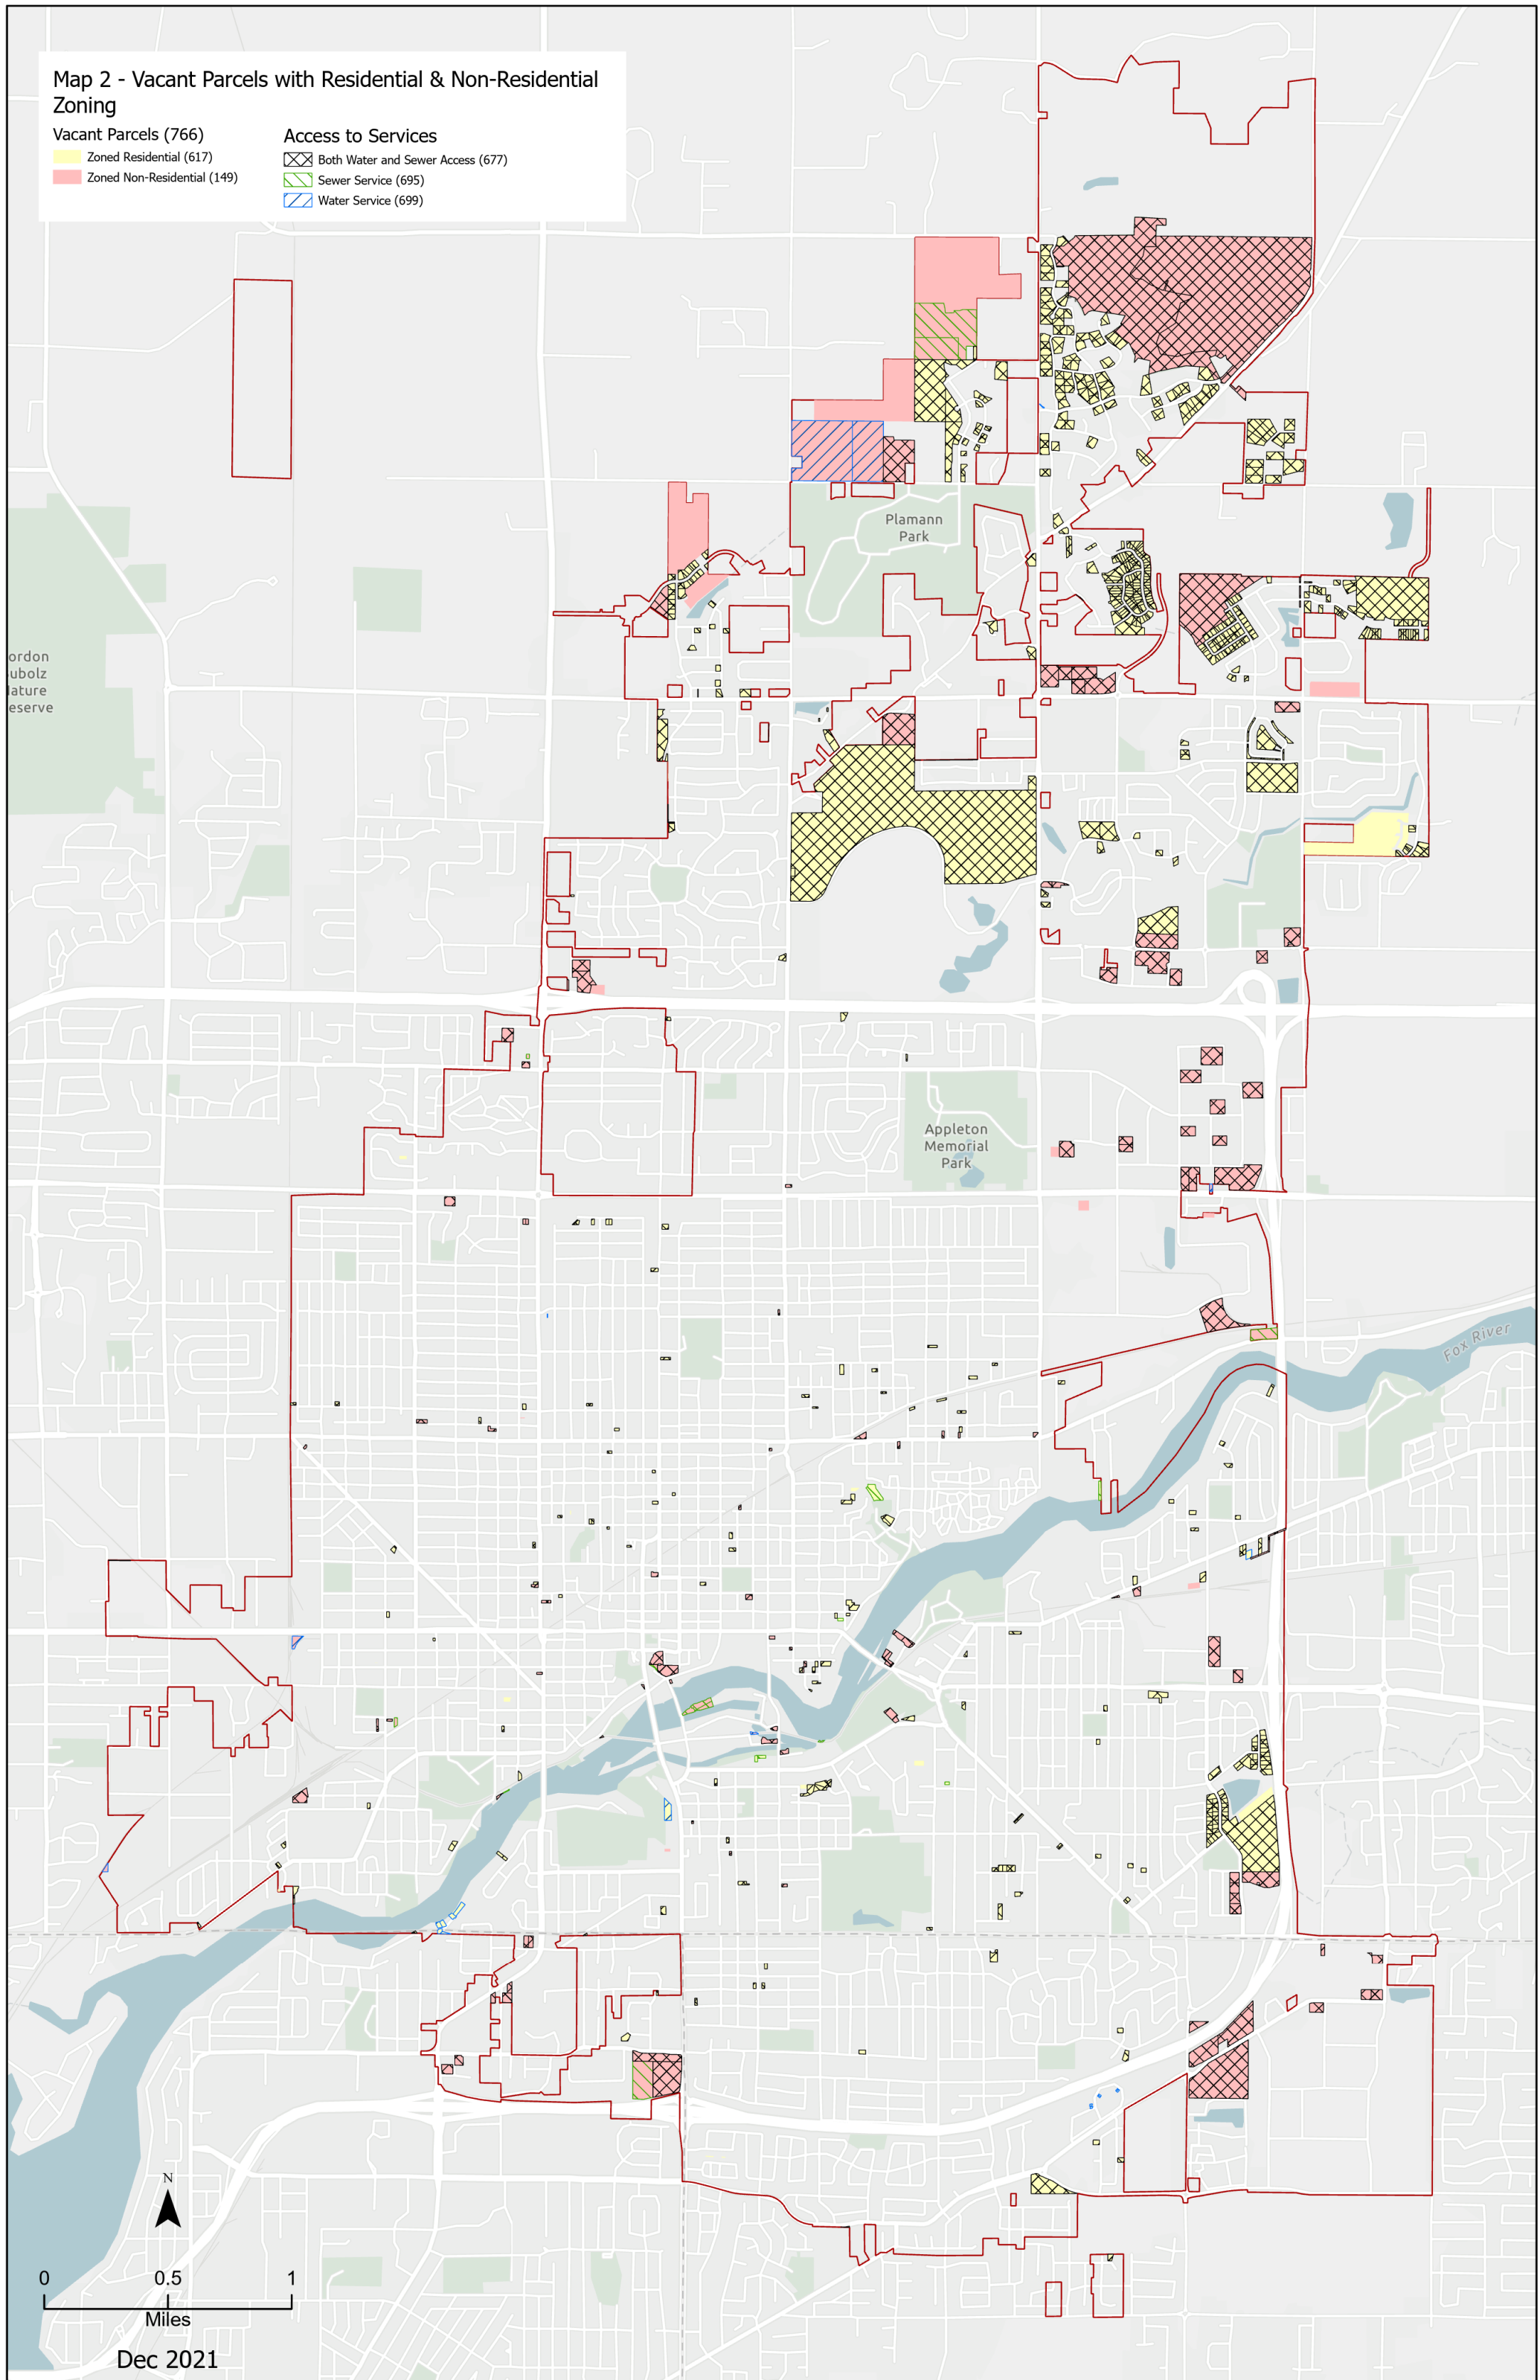 Map 2 - Vacant Parcels with Residential & Non-Residential
Zoning
Vacant Parcels (766)
Zoned Residential (617)
Zoned Non-Residential (149)
Access to Services
Both Water and Sewer Access (677)
Sewer Service (695)
Water Service (699)
Plamann
Park
ordon
ubolz
lature
eserve
Appleton
Memorial
Park
Fox River
N
0
0.5
1
Miles
Dec 2021